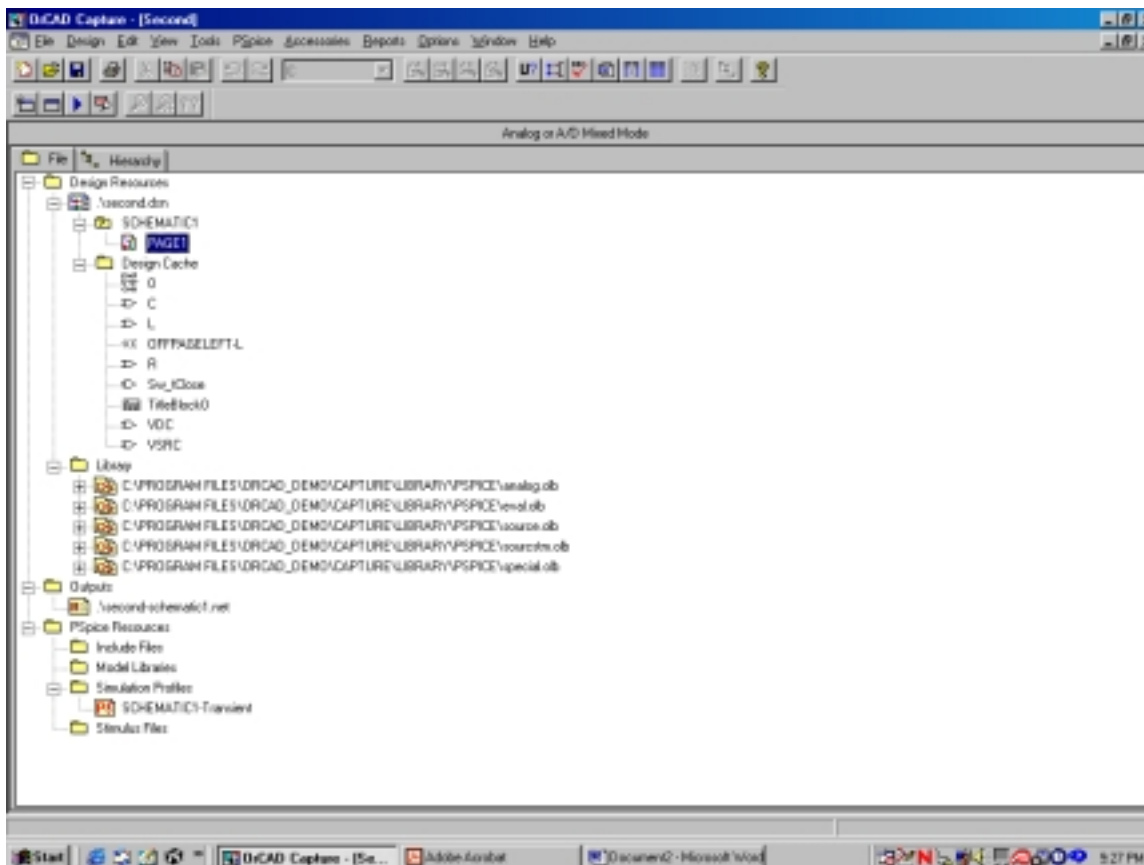 OrCAD Capture - [Second]
File Design Edit View Tools PSpice Accessories Reports Options Window Help
U?
Analog or A/D Mixed Mode
File Hierarchy
Design Resources
.\second.dsn
SCHEMATIC1
PAGE1
Design Cache
0
C
L
OFFPAGELEFT-L
R
Sw_tClose
TitleBlock0
VDC
VSRC
Library
C:\PROGRAM FILES\ORCAD_DEMO\CAPTURE\LIBRARY\PSPICE\analog.olb
C:\PROGRAM FILES\ORCAD_DEMO\CAPTURE\LIBRARY\PSPICE\eval.olb
C:\PROGRAM FILES\ORCAD_DEMO\CAPTURE\LIBRARY\PSPICE\source.olb
C:\PROGRAM FILES\ORCAD_DEMO\CAPTURE\LIBRARY\PSPICE\sourcstm.olb
C:\PROGRAM FILES\ORCAD_DEMO\CAPTURE\LIBRARY\PSPICE\special.olb
Outputs
.\second-schematic1.net
PSpice Resources
Include Files
Model Libraries
Simulation Profiles
SCHEMATIC1-Transient
Stimulus Files
Start OrCAD Capture - [Se... Adobe Acrobat Document2 - Microsoft Word 9:27 PM